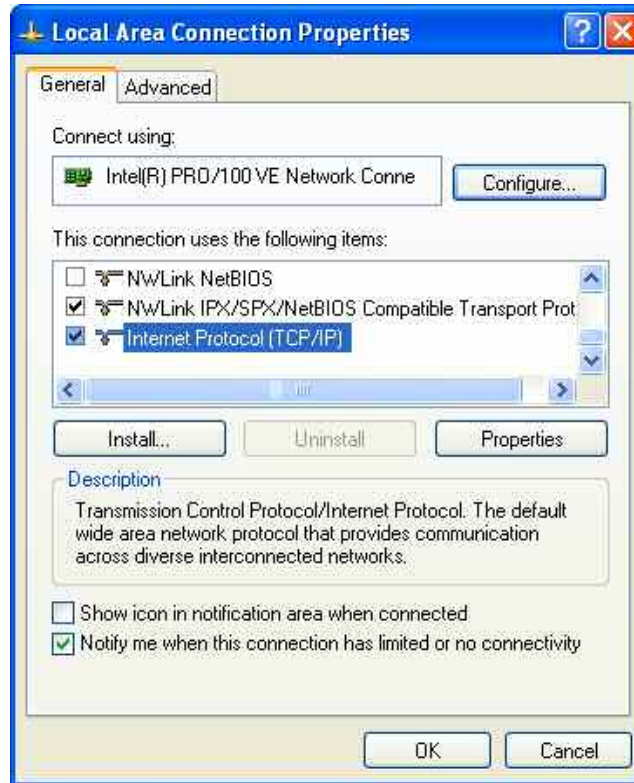 Local Area Connection Properties
General Advanced
Connect using:
Intel(R) PRO/100 VE Network Conne
Configure...
This connection uses the following items:
NWLink NetBIOS
NWLink IPX/SPX/NetBIOS Compatible Transport Prot
Internet Protocol (TCP/IP)
Install... Uninstall Properties
Description
Transmission Control Protocol/Internet Protocol. The default
wide area network protocol that provides communication
across diverse interconnected networks.
Show icon in notification area when connected
Notify me when this connection has limited or no connectivity
OK Cancel